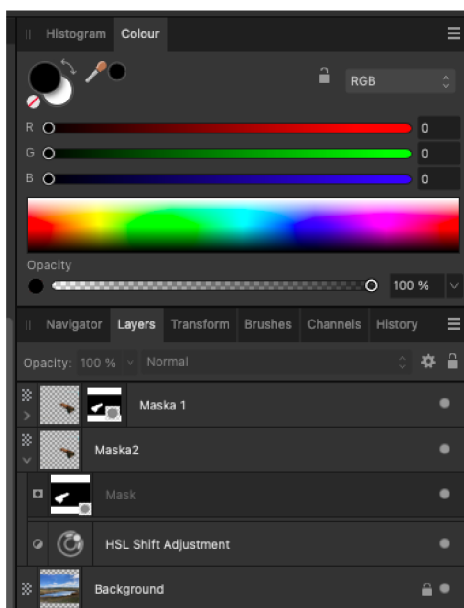 Histogram Colour
RGB
R 0
G 0
B 0
Opacity
100 %
Navigator Layers Transform Brushes Channels History
Opacity: 100 % Normal
Maska 1
Maska2
Mask
HSL Shift Adjustment
Background